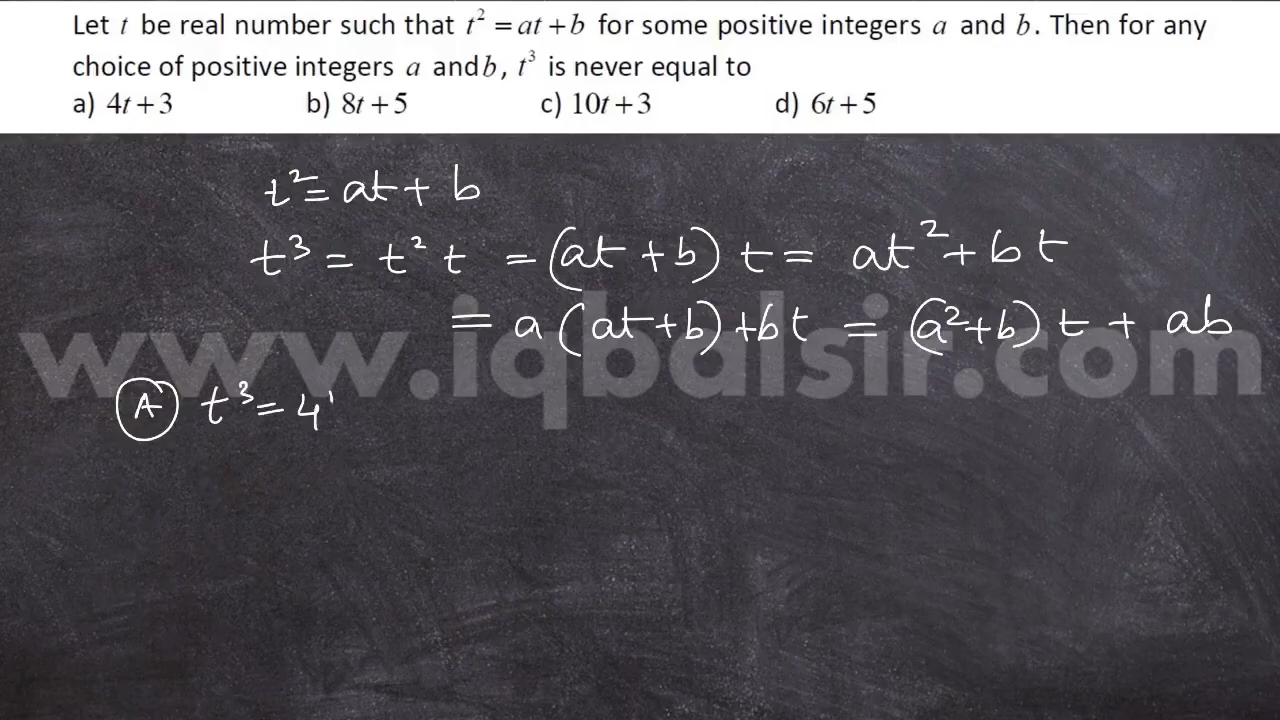 Let t be real number such that t² = at + b for some positive integers a and b. Then for any
choice of positive integers a andb, t³ is never equal to
a) 4t + 3 b) 8t + 5 c) 10t + 3 d) 6t + 5
t² = at + b
t³ = t² t = (at + b) t = at² + bt
= a (at + b) + bt = (a² + b) t + ab
www.iqbalsir.com
A t³ = 4